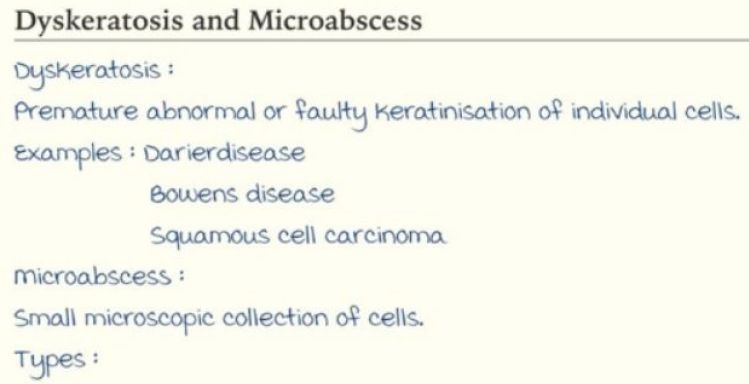 Dyskeratosis and Microabscess
Dyskeratosis :
Premature abnormal or faulty keratinisation of individual cells.
Examples : Darierdisease
Bowens disease
Squamous cell carcinoma
microabscess :
Small microscopic collection of cells.
Types :